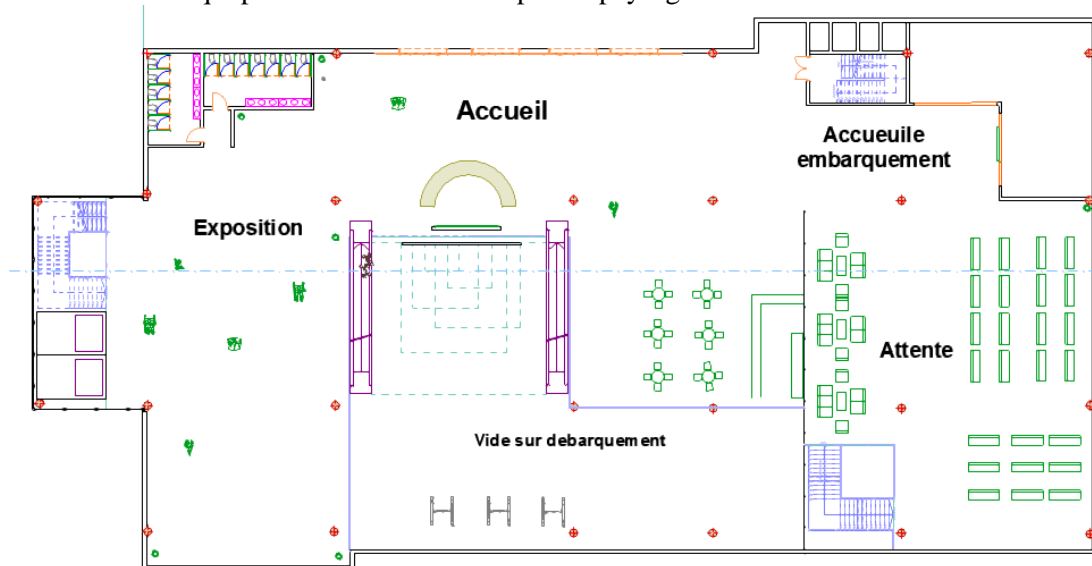 Accueil
Accueuile
embarquement
Exposition
Attente
Vide sur debarquement